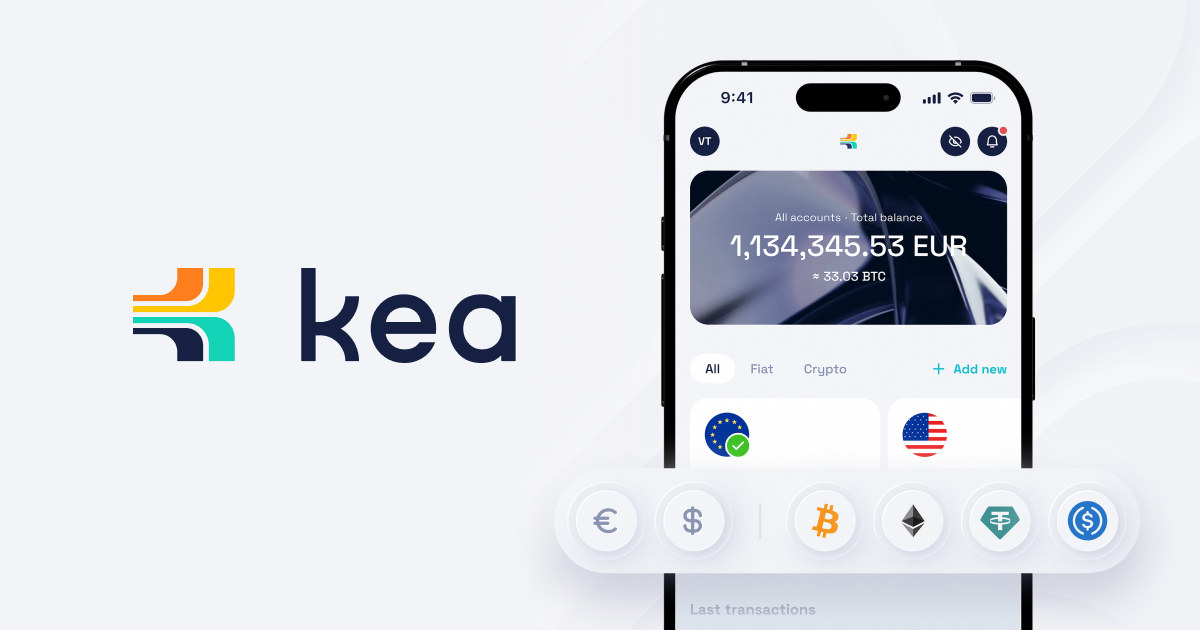 kea
9:41
VT
All accounts · Total balance
1,134,345.53 EUR
≈ 33.03 BTC
All Fiat Crypto + Add new
€ $
Last transactions